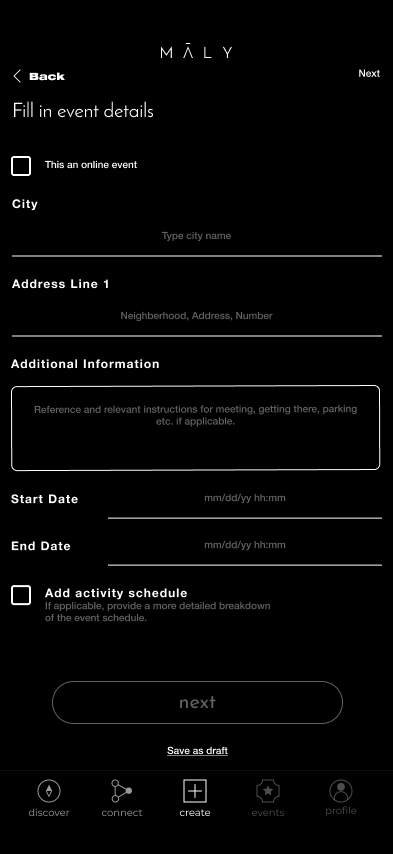 MĀLY
Back
Next
Fill in event details
This an online event
City
Type city name
Address Line 1
Neighborhood, Address, Number
Additional Information
Reference and relevant instructions for meeting, getting there, parking
etc. if applicable.
Start Date
mm/dd/yy hh:mm
End Date
mm/dd/yy hh:mm
Add activity schedule
If applicable, provide a more detailed breakdown
of the event schedule.
next
Save as draft
discover
connect
create
events
profile